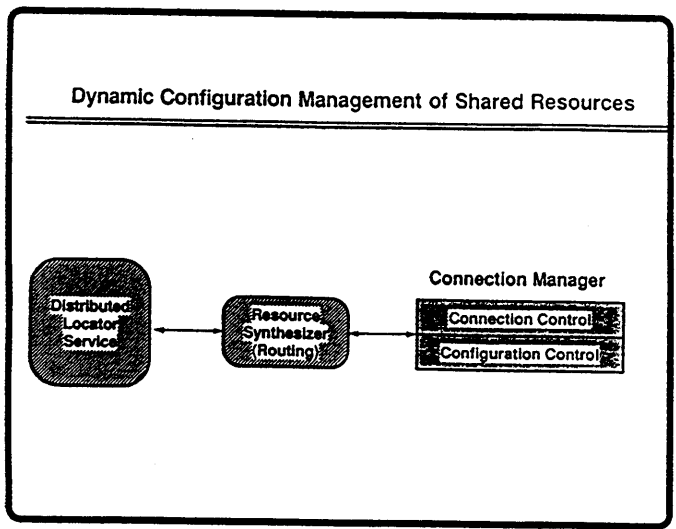 Dynamic Configuration Management of Shared Resources
Distributed
Locator
Service
Resource
Synthesizer
(Routing)
Connection Manager
Connection Control
Configuration Control